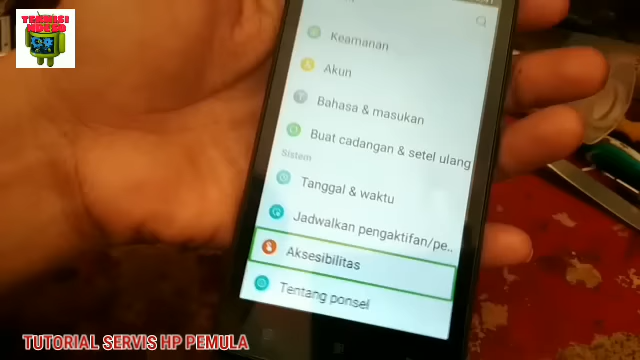 TEKNISI
Keamanan
Akun
Bahasa & masukan
Buat cadangan & setel ulang
Sistem
Tanggal & waktu
Jadwalkan pengaktifan/pe..
Aksesibilitas
Tentang ponsel
TUTORIAL SERVIS HP PEMULA